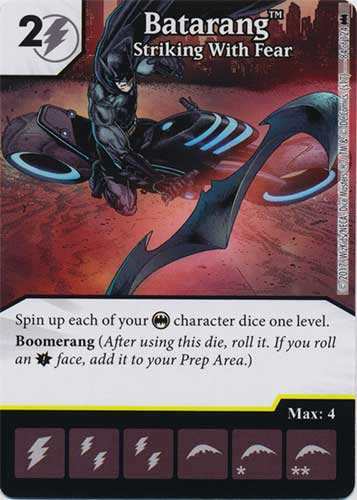 2
Batarang™
Striking With Fear
Spin up each of your character dice one level.
Boomerang (After using this die, roll it. If you roll
an face, add it to your Prep Area.)
Max: 4
*
**